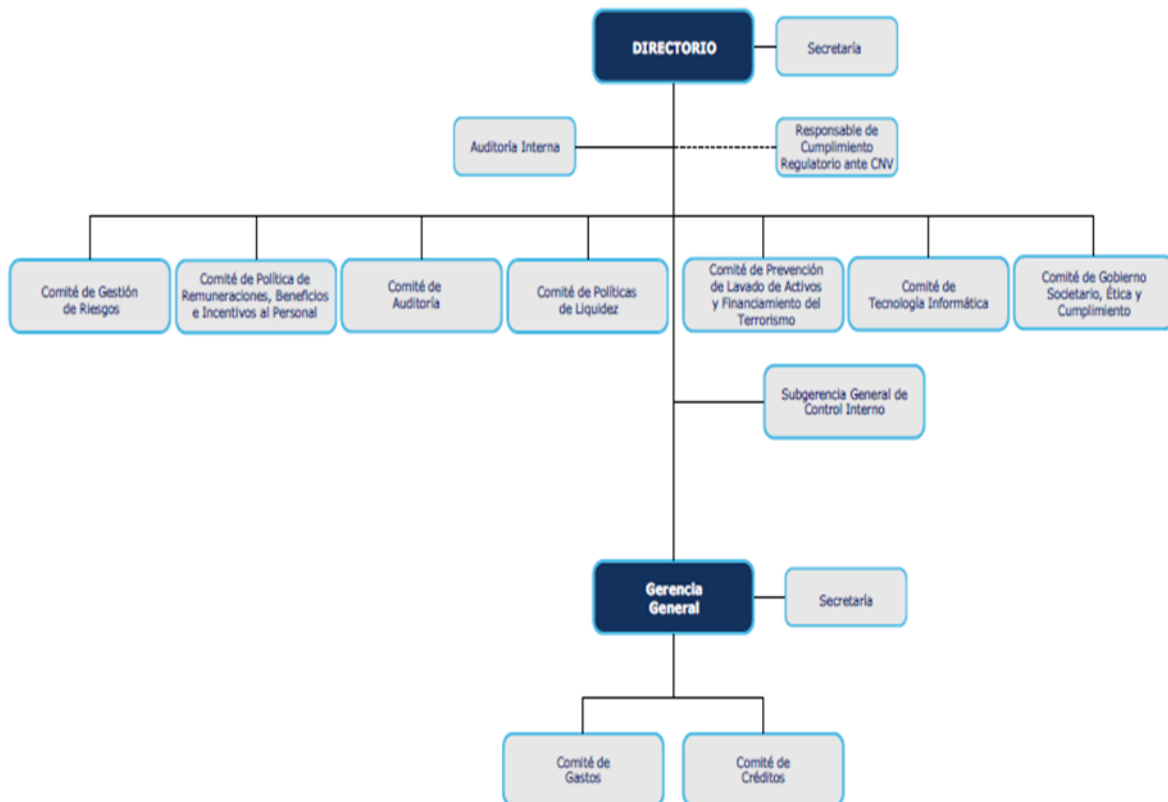 DIRECTORIO
Secretaría
Auditoría Interna
Responsable de
Cumplimiento
Regulatorio ante CNV
Comité de Gestión
de Riesgos
Comité de Política de
Remuneraciones, Beneficios
e Incentivos al Personal
Comité de
Auditoría
Comité de Políticas
de Liquidez
Comité de Prevención
de Lavado de Activos
y Financiamiento del
Terrorismo
Comité de
Tecnología Informática
Comité de Gobierno
Societario, Ética y
Cumplimiento
Subgerencia General de
Control Interno
Gerencia
General
Secretaría
Comité de
Gastos
Comité de
Créditos